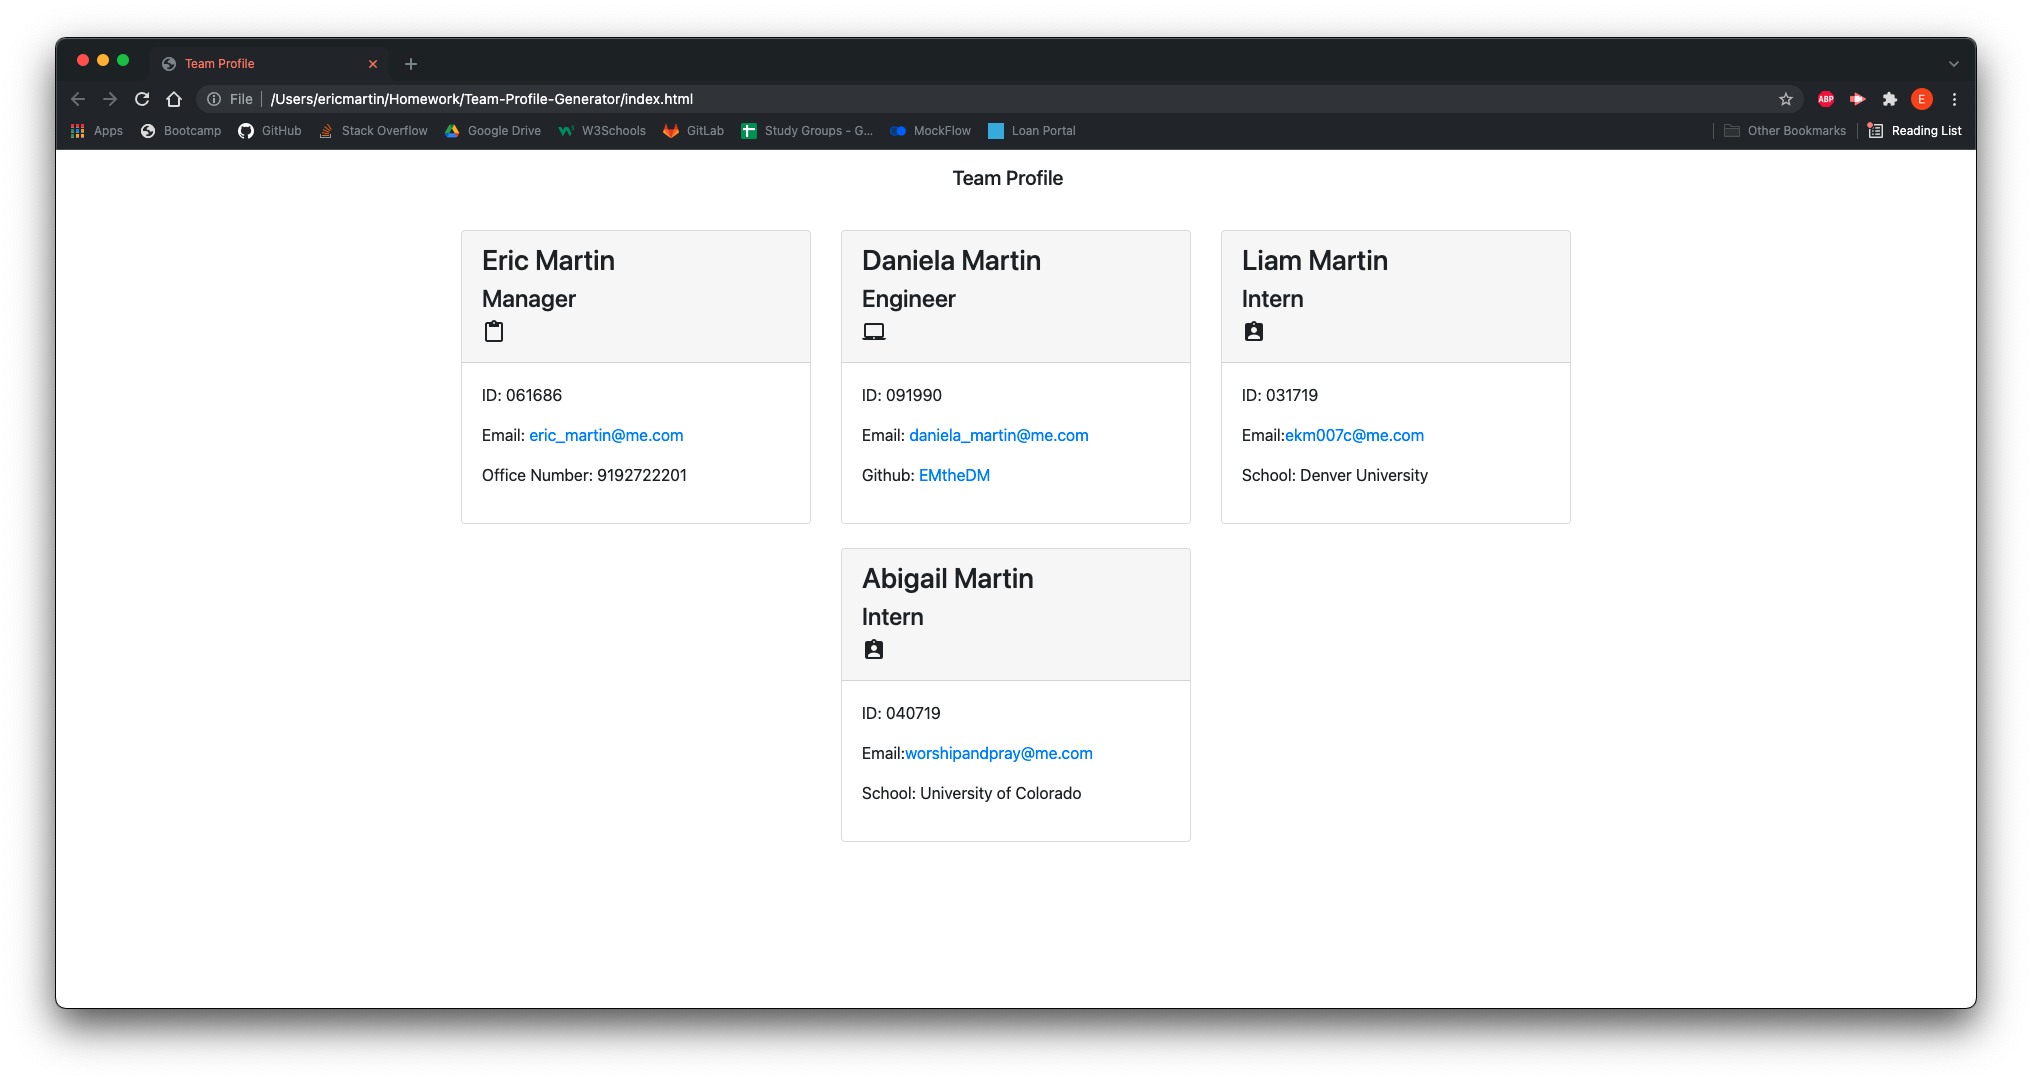 Team Profile
File /Users/ericmartin/Homework/Team-Profile-Generator/index.html
ABP
E
Apps Bootcamp GitHub Stack Overflow Google Drive W3Schools GitLab Study Groups - G... MockFlow Loan Portal Other Bookmarks Reading List
Team Profile
Eric Martin
Manager
ID: 061686
Email: eric_martin@me.com
Office Number: 9192722201
Daniela Martin
Engineer
ID: 091990
Email: daniela_martin@me.com
Github: EMtheDM
Liam Martin
Intern
ID: 031719
Email:ekm007c@me.com
School: Denver University
Abigail Martin
Intern
ID: 040719
Email:worshipandpray@me.com
School: University of Colorado